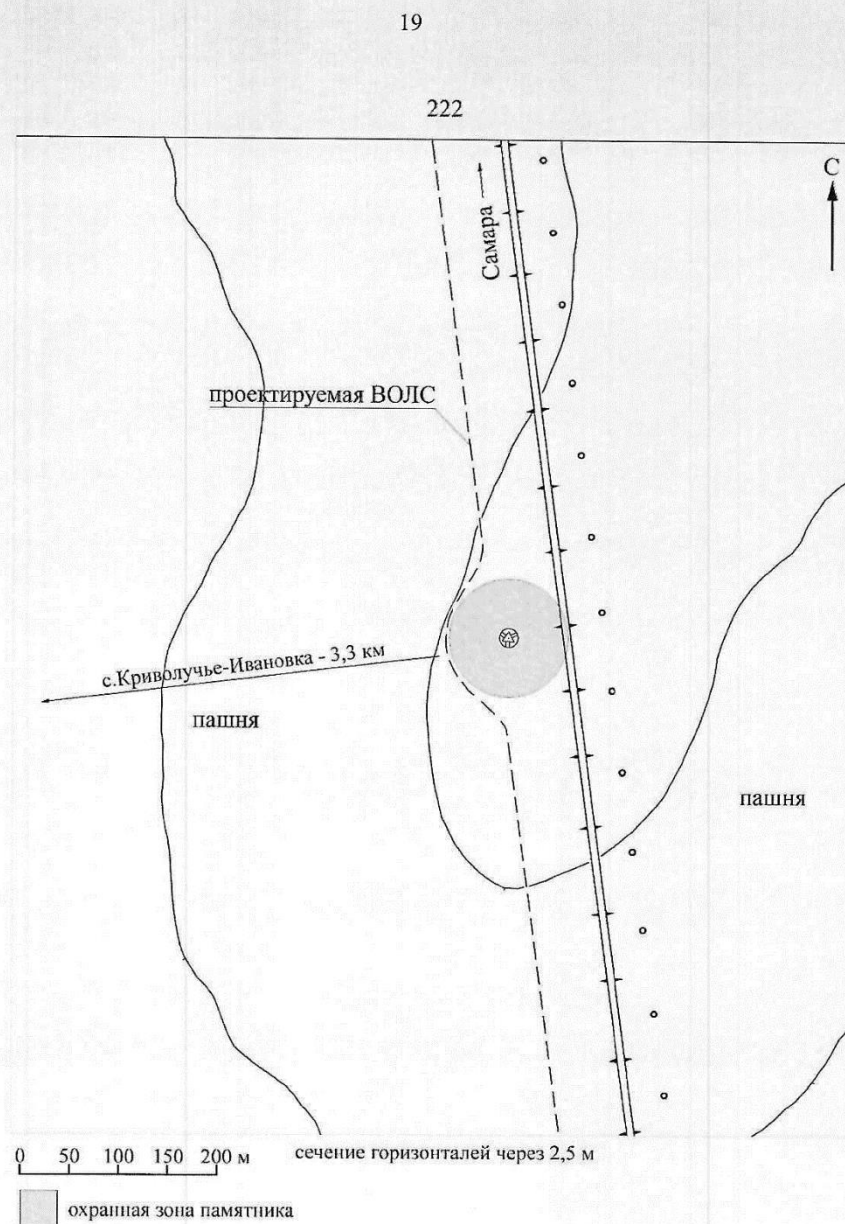 19
222
С
Самара
проектируемая ВОЛС
с.Криволучье-Ивановка - 3,3 км
пашня
пашня
0 50 100 150 200 м
сечение горизонталей через 2,5 м
охранная зона памятника